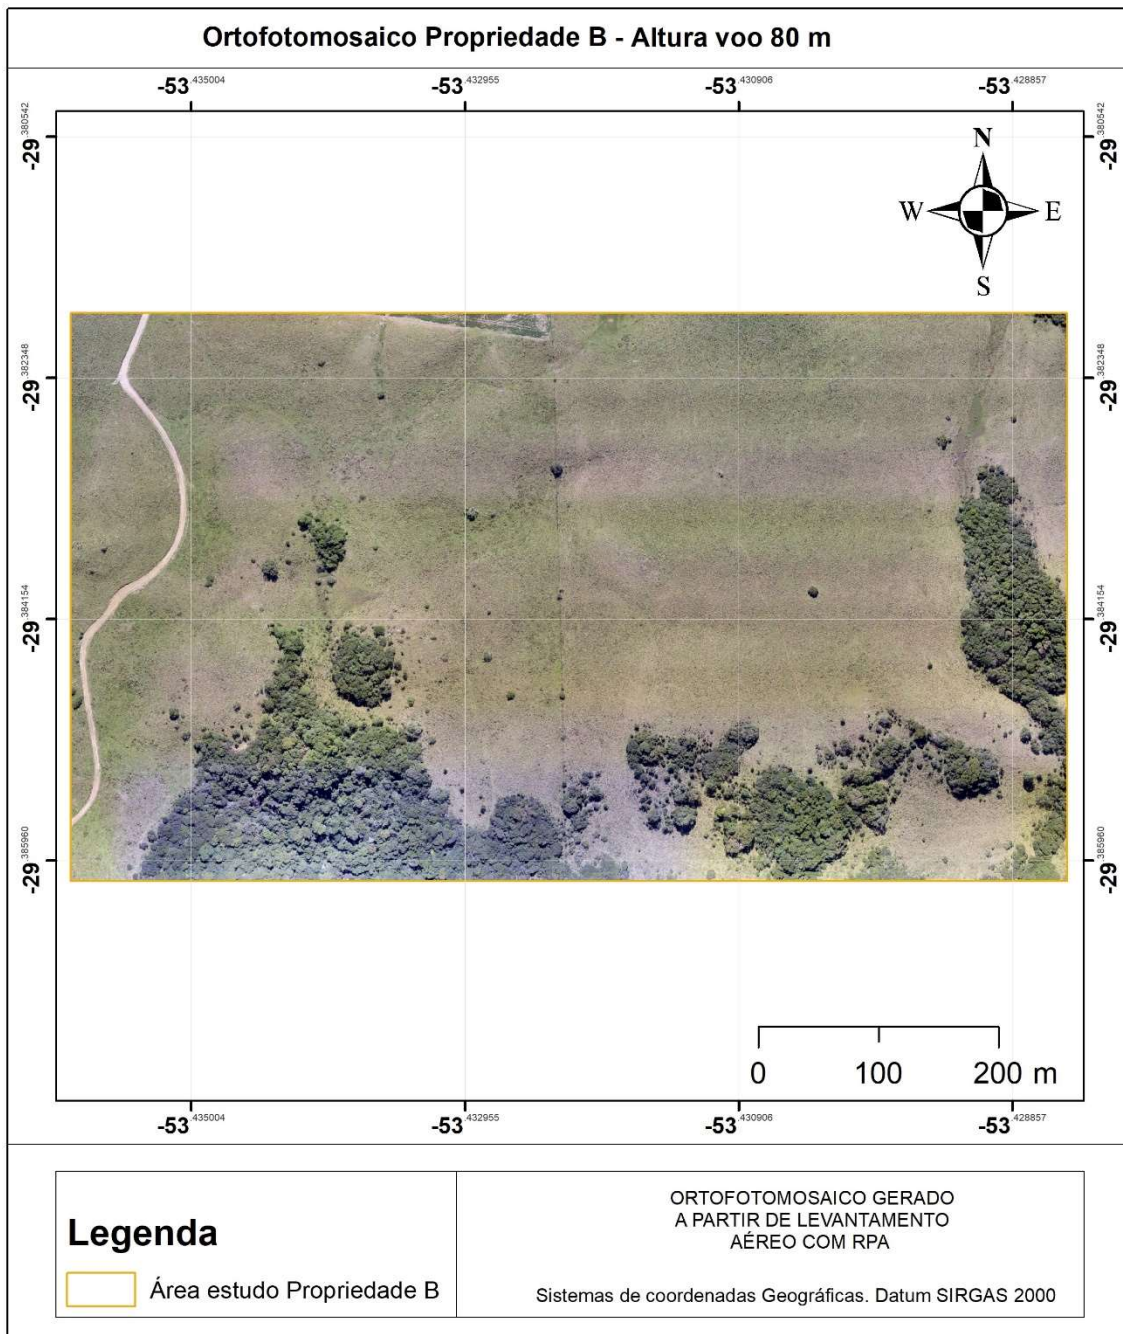 Ortofotomosaico Propriedade B - Altura voo 80 m
-53.435004 -53.432955 -53.430906 -53.428857
-29.380542 -29.380542
N
W E
S
-29.382348 -29.382348
-29.384154 -29.384154
-29.385960 -29.385960
0 100 200 m
-53.435004 -53.432955 -53.430906 -53.428857
Legenda
Área estudo Propriedade B
ORTOFOTOMOSAICO GERADO
A PARTIR DE LEVANTAMENTO
AÉREO COM RPA
Sistemas de coordenadas Geográficas. Datum SIRGAS 2000